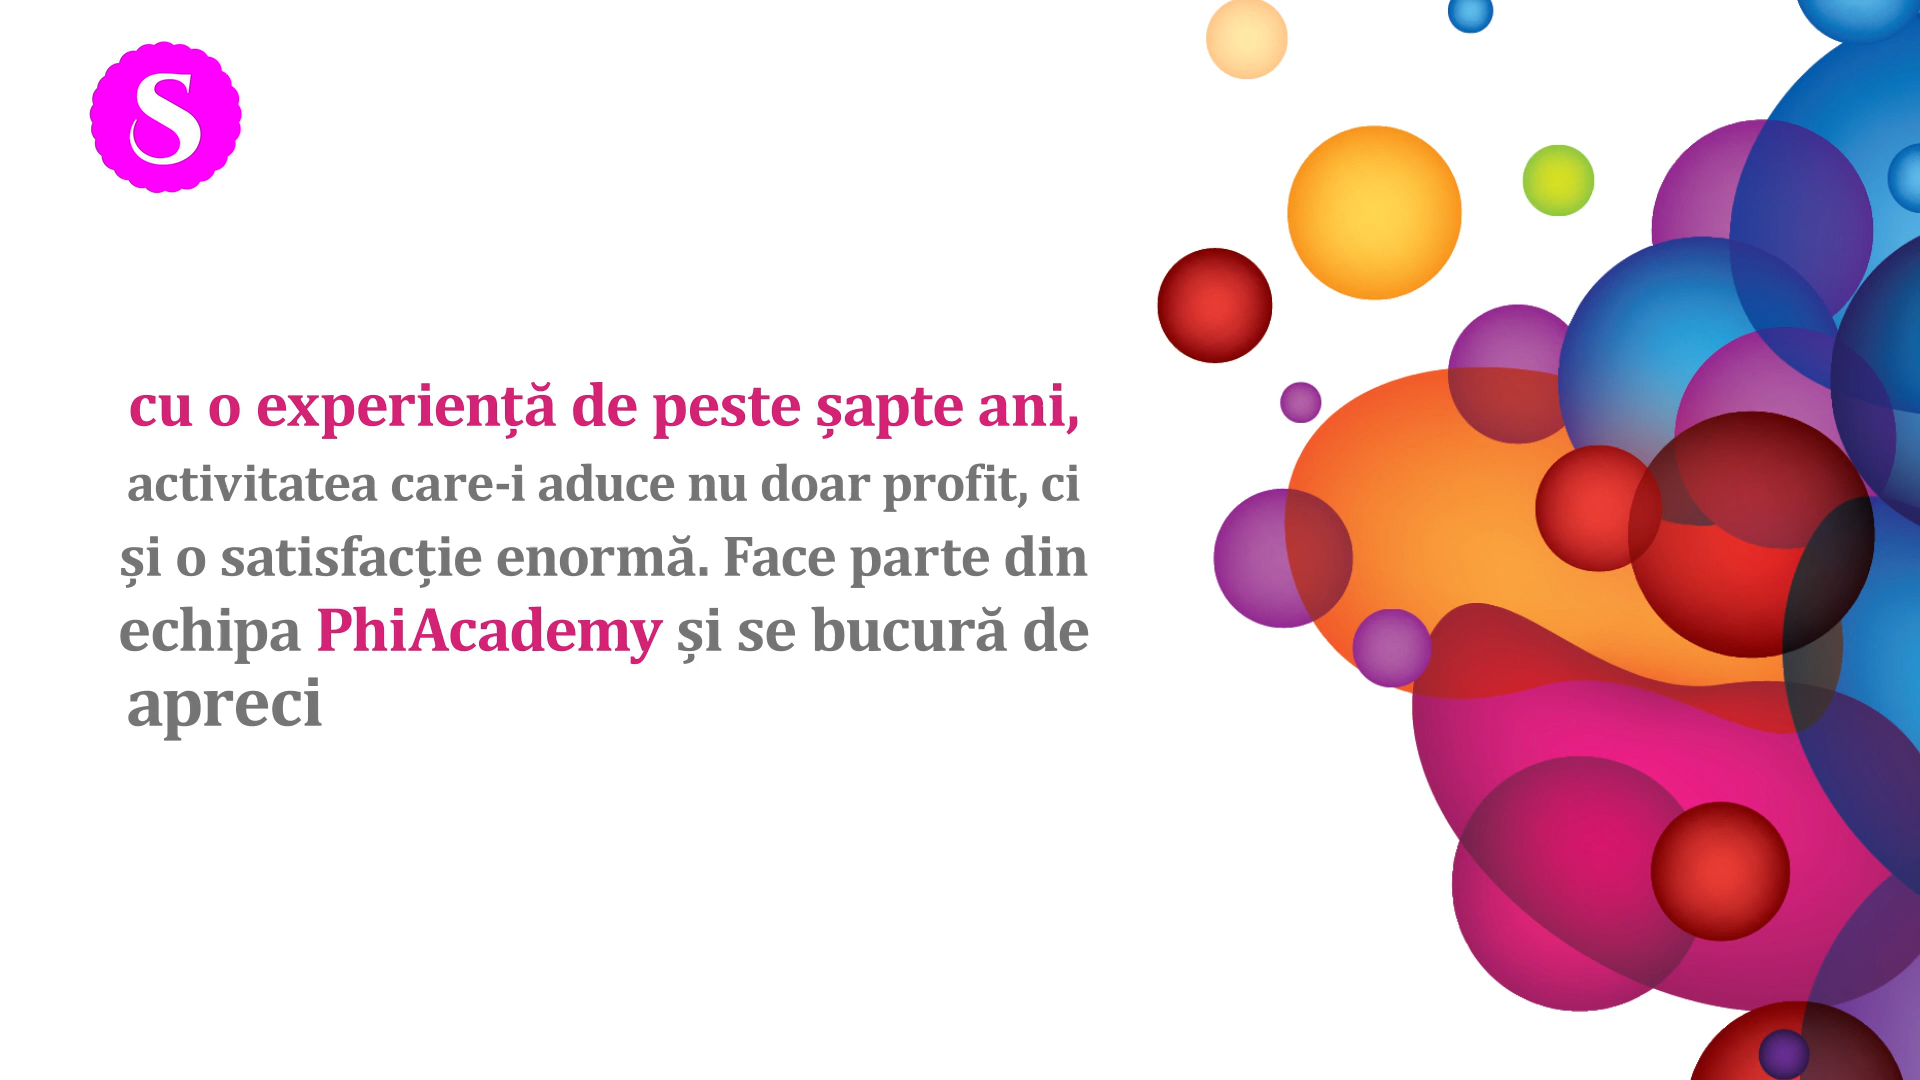 S
cu o experiență de peste șapte ani,
activitatea care-i aduce nu doar profit, ci
și o satisfacție enormă. Face parte din
echipa PhiAcademy și se bucură de
apreci